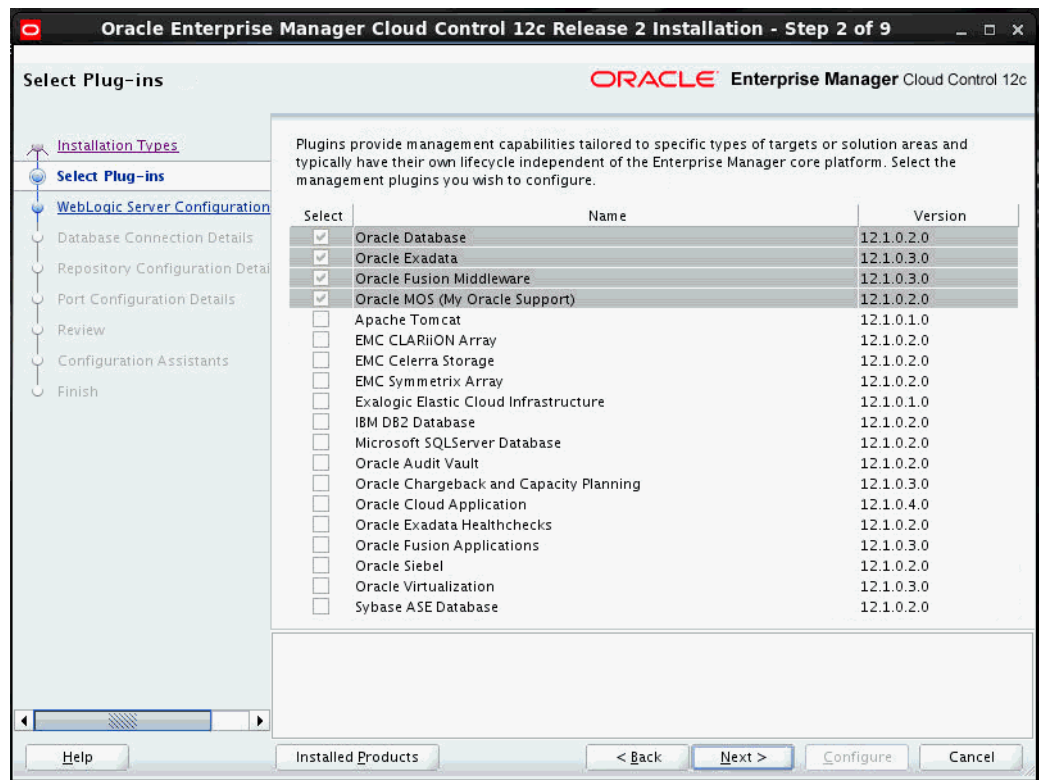 Oracle Enterprise Manager Cloud Control 12c Release 2 Installation - Step 2 of 9
Select Plug-ins
ORACLE Enterprise Manager Cloud Control 12c
Installation Types
Select Plug-ins
WebLogic Server Configuration
Database Connection Details
Repository Configuration Detai
Port Configuration Details
Review
Configuration Assistants
Finish
Plugins provide management capabilities tailored to specific types of targets or solution areas and
typically have their own lifecycle independent of the Enterprise Manager core platform. Select the
management plugins you wish to configure.
Select Name Version
Oracle Database 12.1.0.2.0
Oracle Exadata 12.1.0.3.0
Oracle Fusion Middleware 12.1.0.3.0
Oracle MOS (My Oracle Support) 12.1.0.2.0
Apache Tomcat 12.1.0.1.0
EMC CLARiiON Array 12.1.0.2.0
EMC Celerra Storage 12.1.0.2.0
EMC Symmetrix Array 12.1.0.2.0
Exalogic Elastic Cloud Infrastructure 12.1.0.1.0
IBM DB2 Database 12.1.0.2.0
Microsoft SQLServer Database 12.1.0.2.0
Oracle Audit Vault 12.1.0.2.0
Oracle Chargeback and Capacity Planning 12.1.0.3.0
Oracle Cloud Application 12.1.0.4.0
Oracle Exadata Healthchecks 12.1.0.2.0
Oracle Fusion Applications 12.1.0.3.0
Oracle Siebel 12.1.0.2.0
Oracle Virtualization 12.1.0.3.0
Sybase ASE Database 12.1.0.2.0
Help Installed Products < Back Next > Configure Cancel